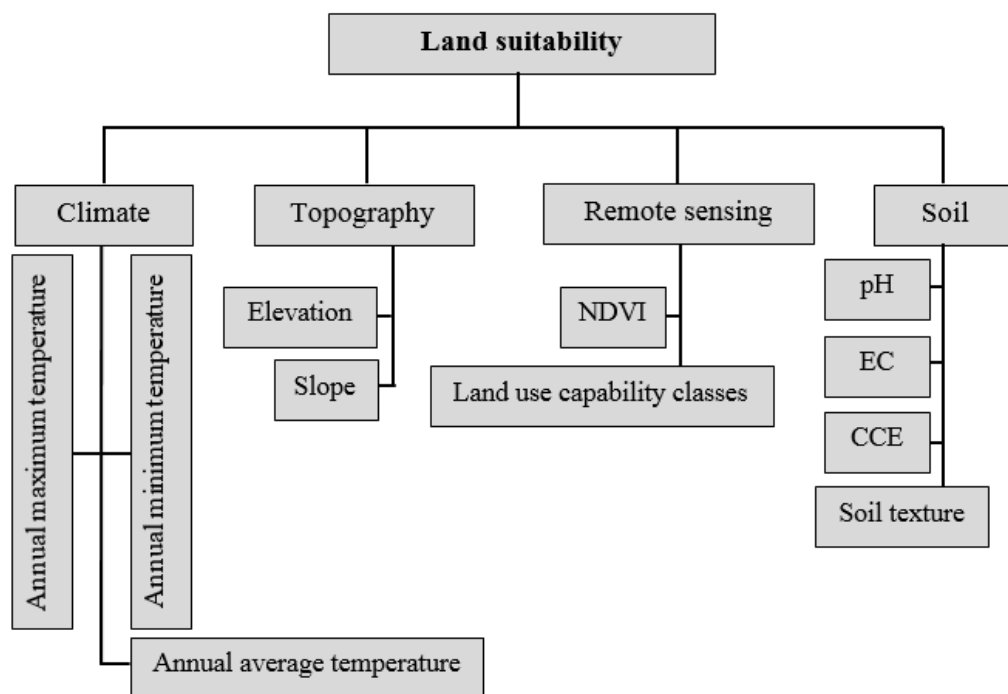 Land suitability
Climate
Topography
Remote sensing
Soil
Annual maximum temperature
Annual minimum temperature
Annual average temperature
Elevation
Slope
NDVI
Land use capability classes
pH
EC
CCE
Soil texture